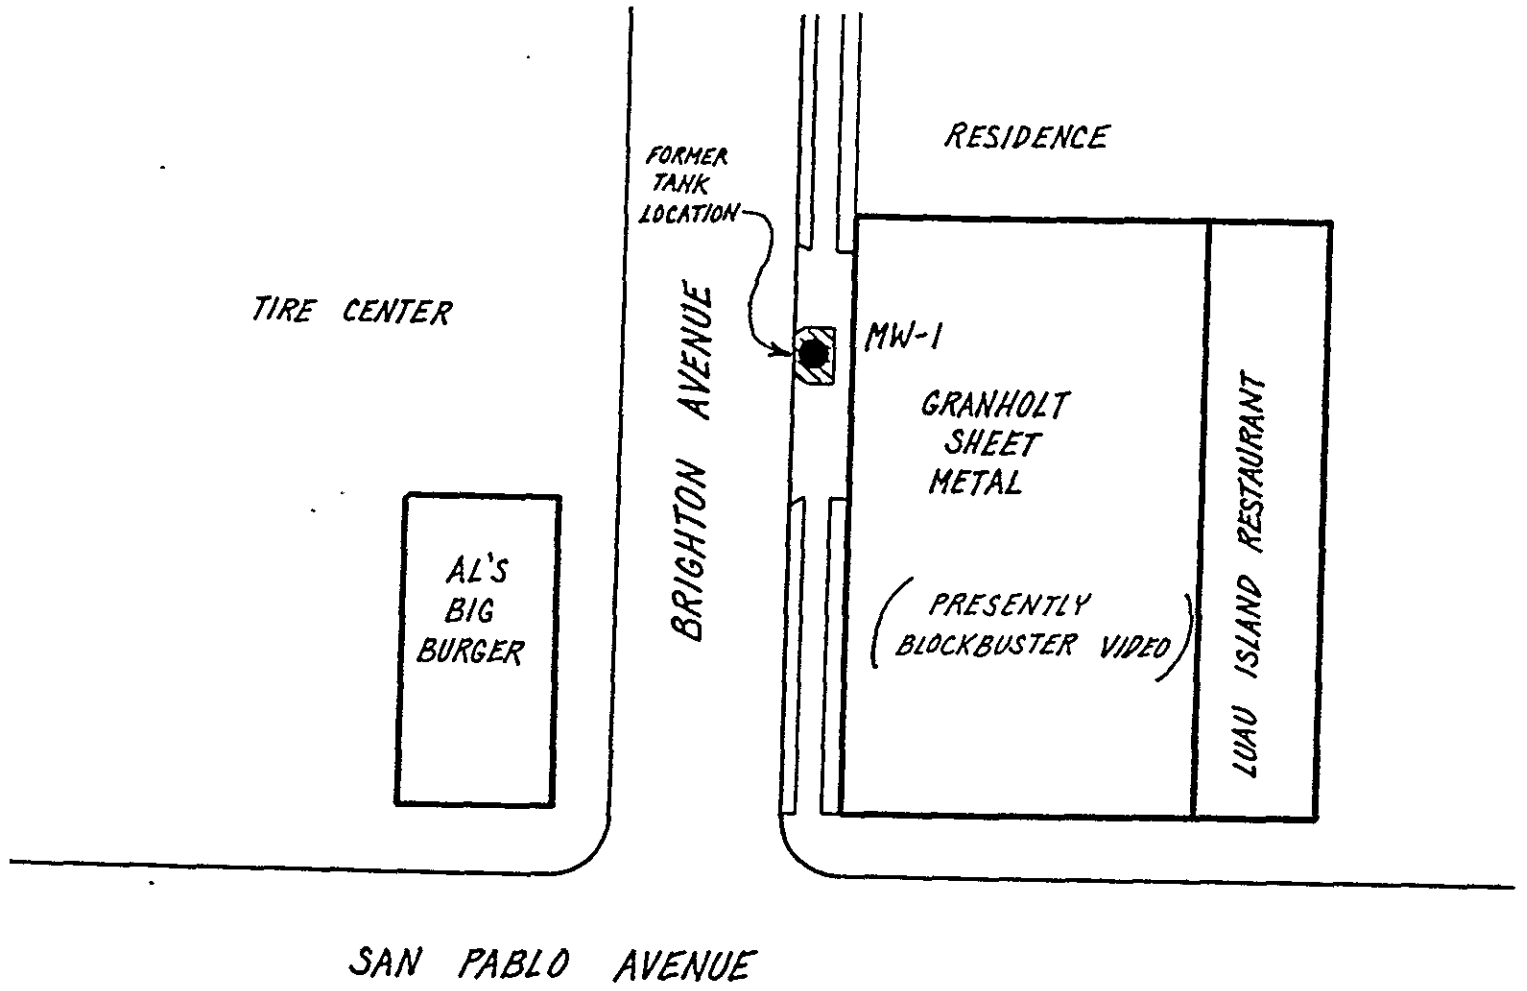 RESIDENCE
FORMER
TANK
LOCATION
TIRE CENTER
BRIGHTON AVENUE
MW-1
GRANHOLT
SHEET
METAL
(PRESENTLY
BLOCKBUSTER VIDEO)
LUAU ISLAND RESTAURANT
AL'S
BIG
BURGER
SAN PABLO AVENUE